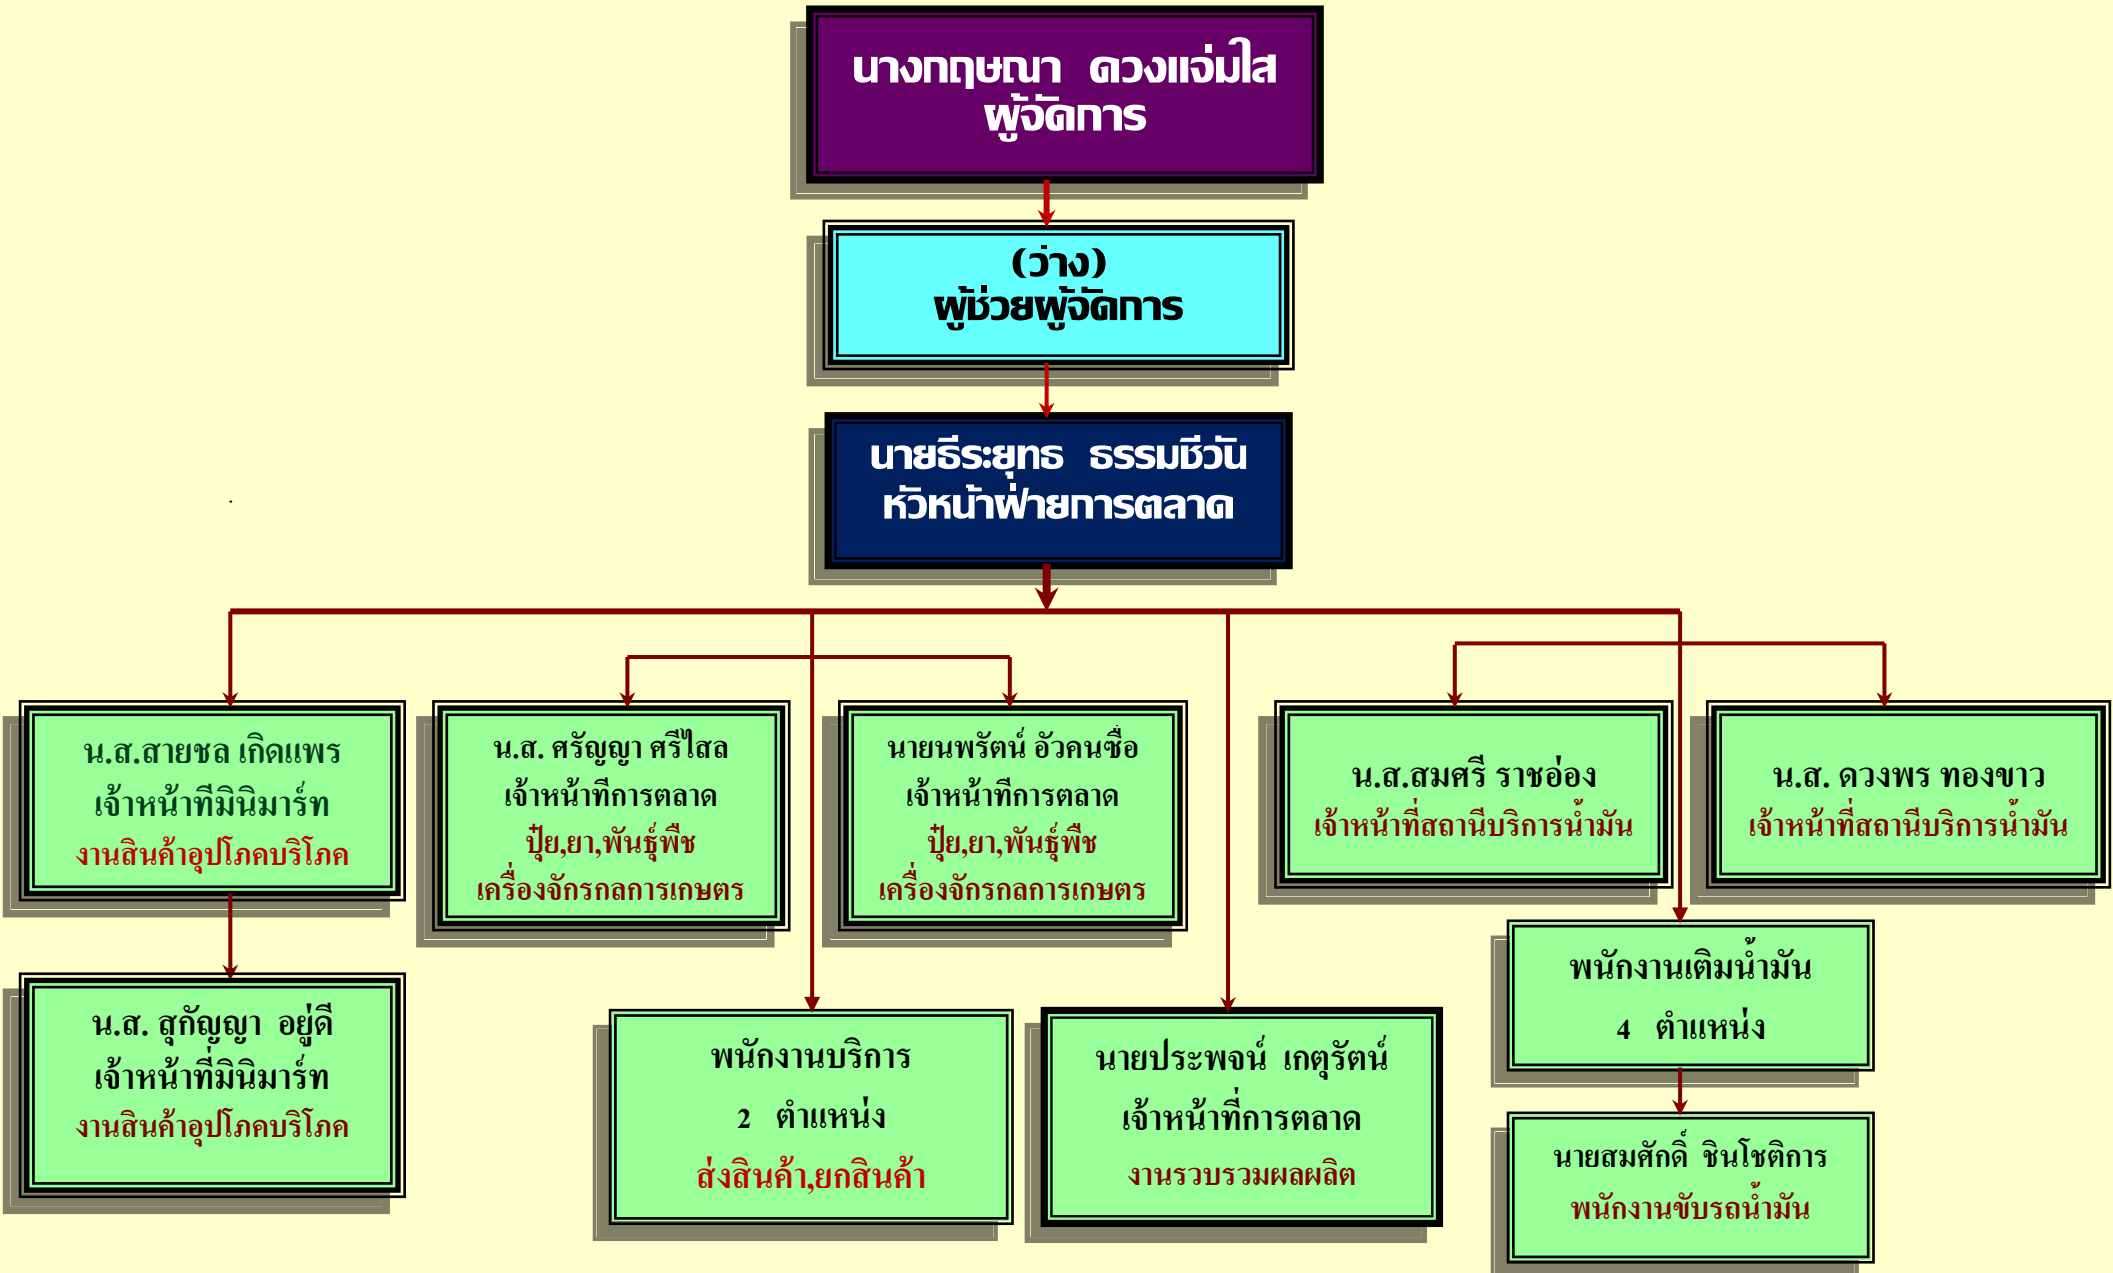 นางกฤษณา ดวงแจ่มใส
ผู้จัดการ
(ว่าง)
ผู้ช่วยผู้จัดการ
นายธีระยุทธ ธรรมชีวัน
หัวหน้าฝ่ายการตลาด
น.ส.สายชล เกิดแพร
เจ้าหน้าทีมินิมาร์ท
งานสินค้าอุปโภคบริโภค
น.ส. ศรัญญา ศรีไสล
เจ้าหน้าทีการตลาด
ปุ๋ย,ยา,พันธุ์พืช
เครื่องจักรกลการเกษตร
นายนพรัตน์ อัวคนซื่อ
เจ้าหน้าทีการตลาด
ปุ๋ย,ยา,พันธุ์พืช
เครื่องจักรกลการเกษตร
น.ส.สมศรี ราชอ่อง
เจ้าหน้าที่สถานีบริการน้ำมัน
น.ส. ดวงพร ทองขาว
เจ้าหน้าที่สถานีบริการน้ำมัน
น.ส. สุกัญญา อยู่ดี
เจ้าหน้าที่มินิมาร์ท
งานสินค้าอุปโภคบริโภค
พนักงานบริการ
2 ตำแหน่ง
ส่งสินค้า,ยกสินค้า
นายประพจน์ เกตุรัตน์
เจ้าหน้าที่การตลาด
งานรวบรวมผลผลิต
พนักงานเติมน้ำมัน
4 ตำแหน่ง
นายสมศักดิ์ ชินโชติการ
พนักงานขับรถน้ำมัน